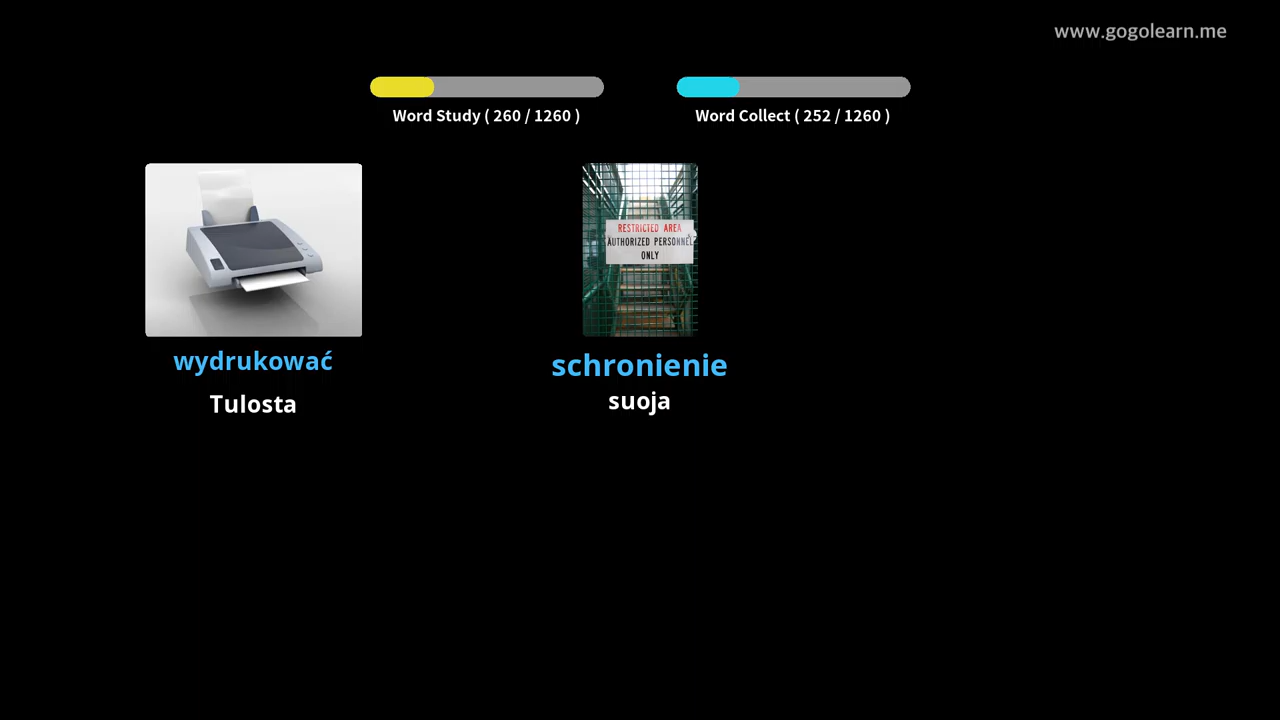 www.gogolearn.me
Word Study ( 260 / 1260 )
Word Collect ( 252 / 1260 )
RESTRICTED AREA
AUTHORIZED PERSONNEL
ONLY
wydrukować
Tulosta
schronienie
suoja